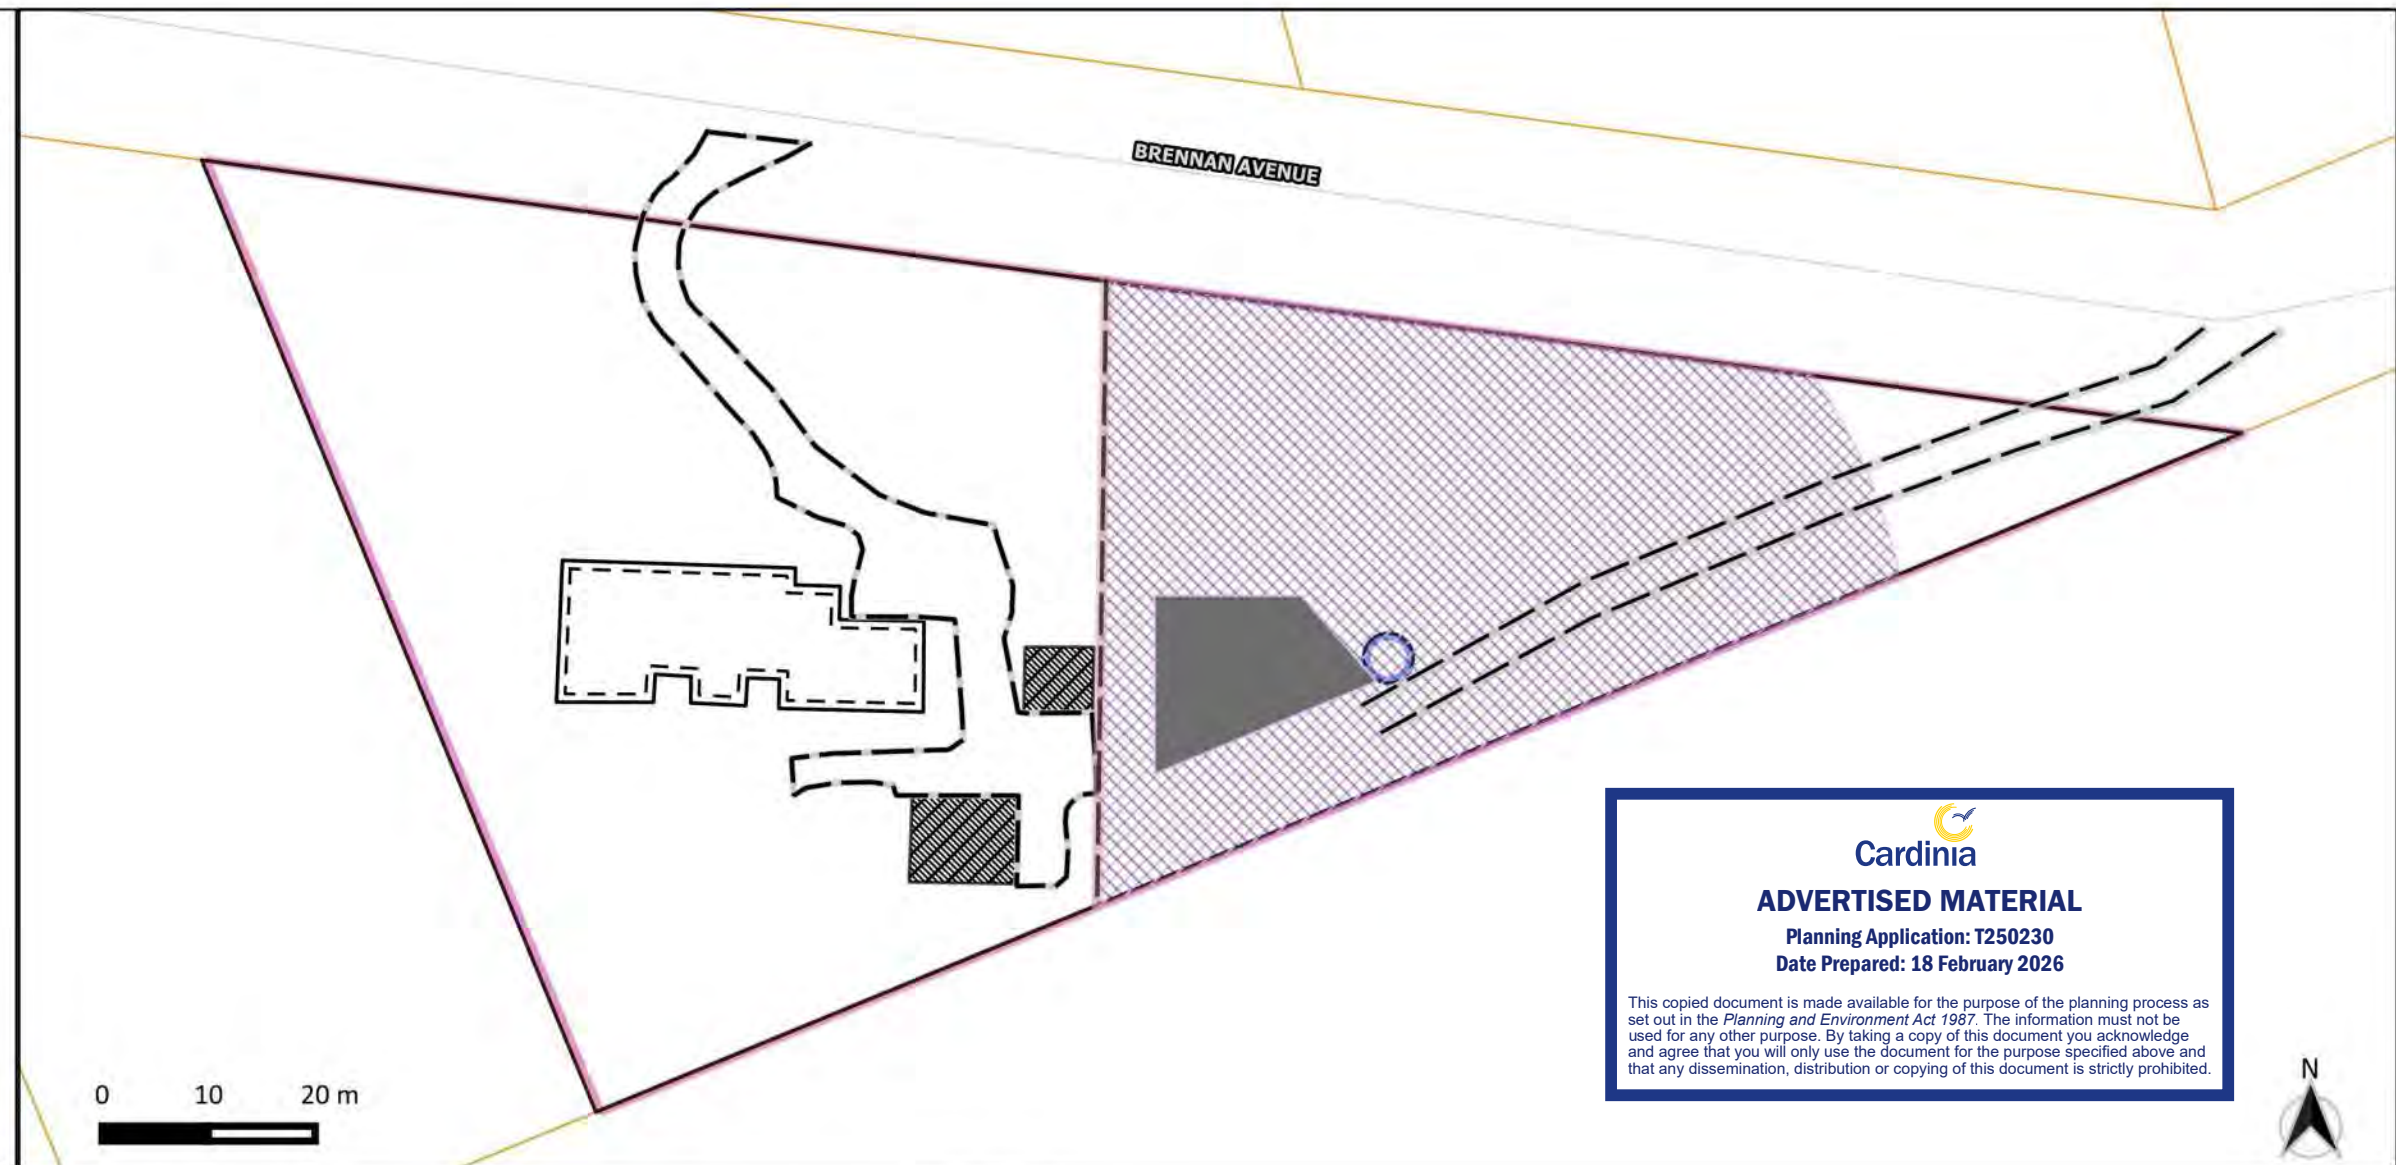 BRENNAN AVENUE
Cardinia
ADVERTISED MATERIAL
Planning Application: T250230
Date Prepared: 18 February 2026
This copied document is made available for the purpose of the planning process as
set out in the Planning and Environment Act 1987. The information must not be
used for any other purpose. By taking a copy of this document you acknowledge
and agree that you will only use the document for the purpose specified above and
that any dissemination, distribution or copying of this document is strictly prohibited.
0 10 20 m
N